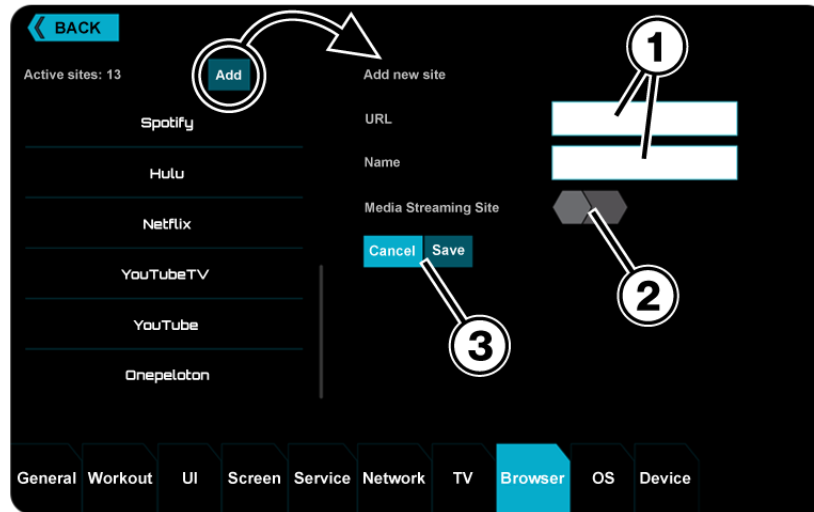 BACK
Active sites: 13
Add
Add new site
1
Spotify
URL
Hulu
Name
Netflix
Media Streaming Site
Cancel Save
2
YouTubeTV
YouTube
3
Onepeloton
General Workout UI Screen Service Network TV Browser OS Device